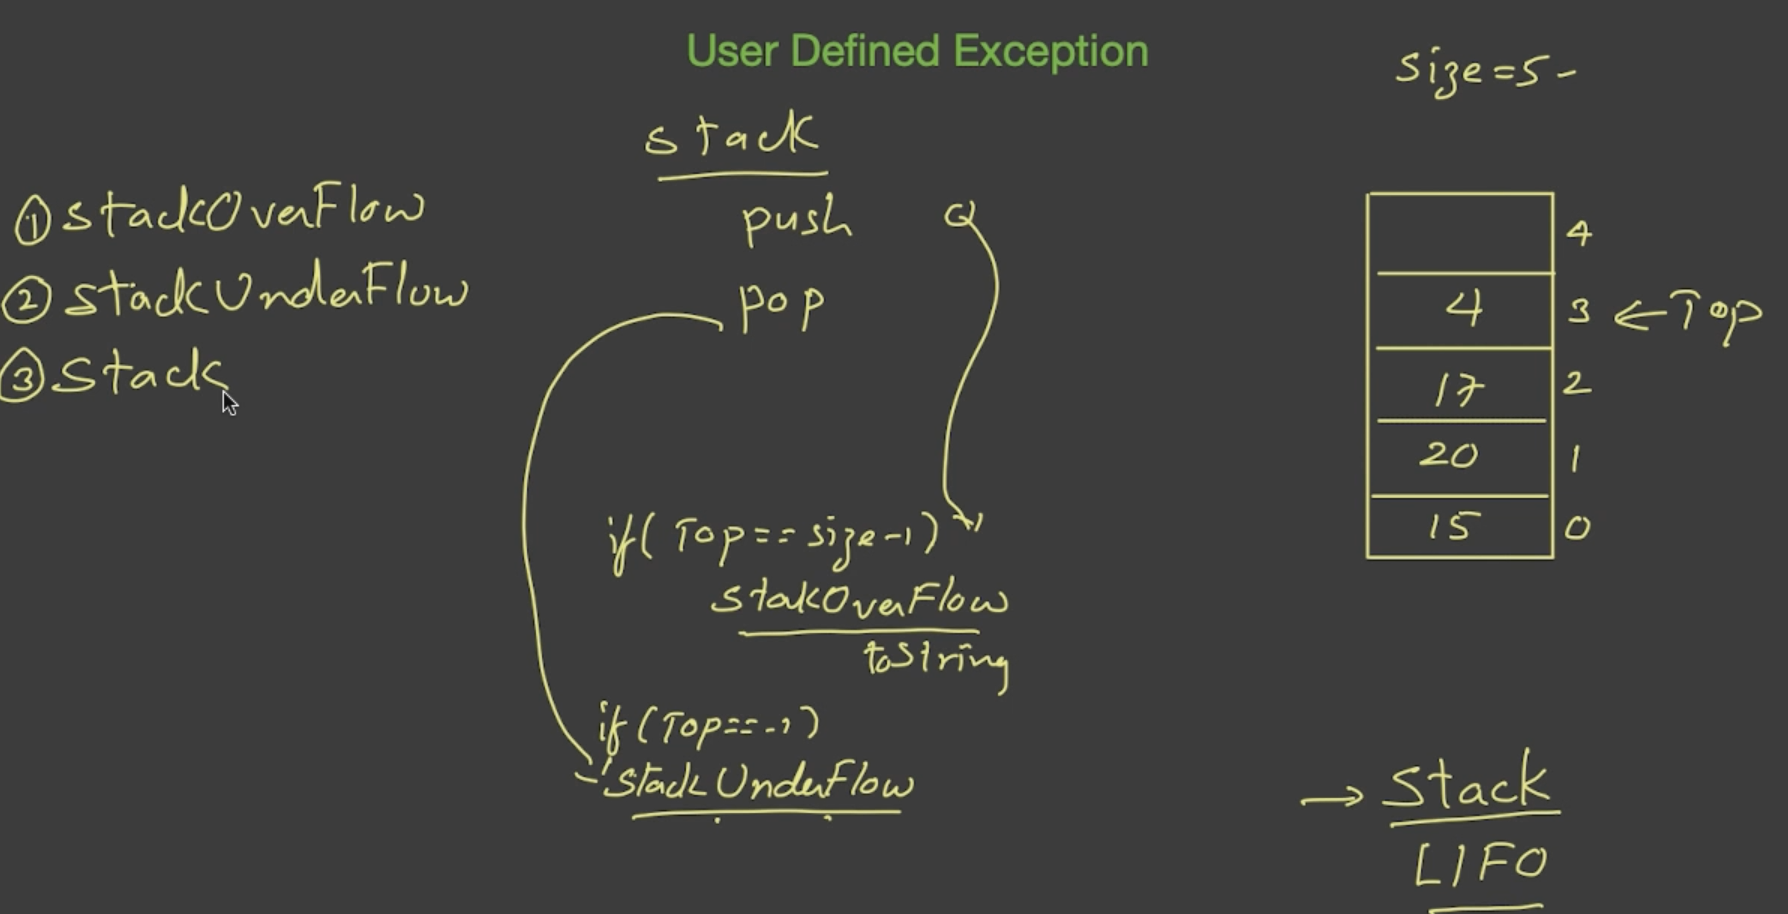 User Defined Exception
size=5-
stack
① stackOverFlow
push
② stackUnderFlow
pop
③ Stack
4
4 3 ← Top
17 2
20 1
15 0
if( Top == size-1)
stakOverFlow
toString
if (Top==-1)
StackUnderFlow
→ Stack
LIFO